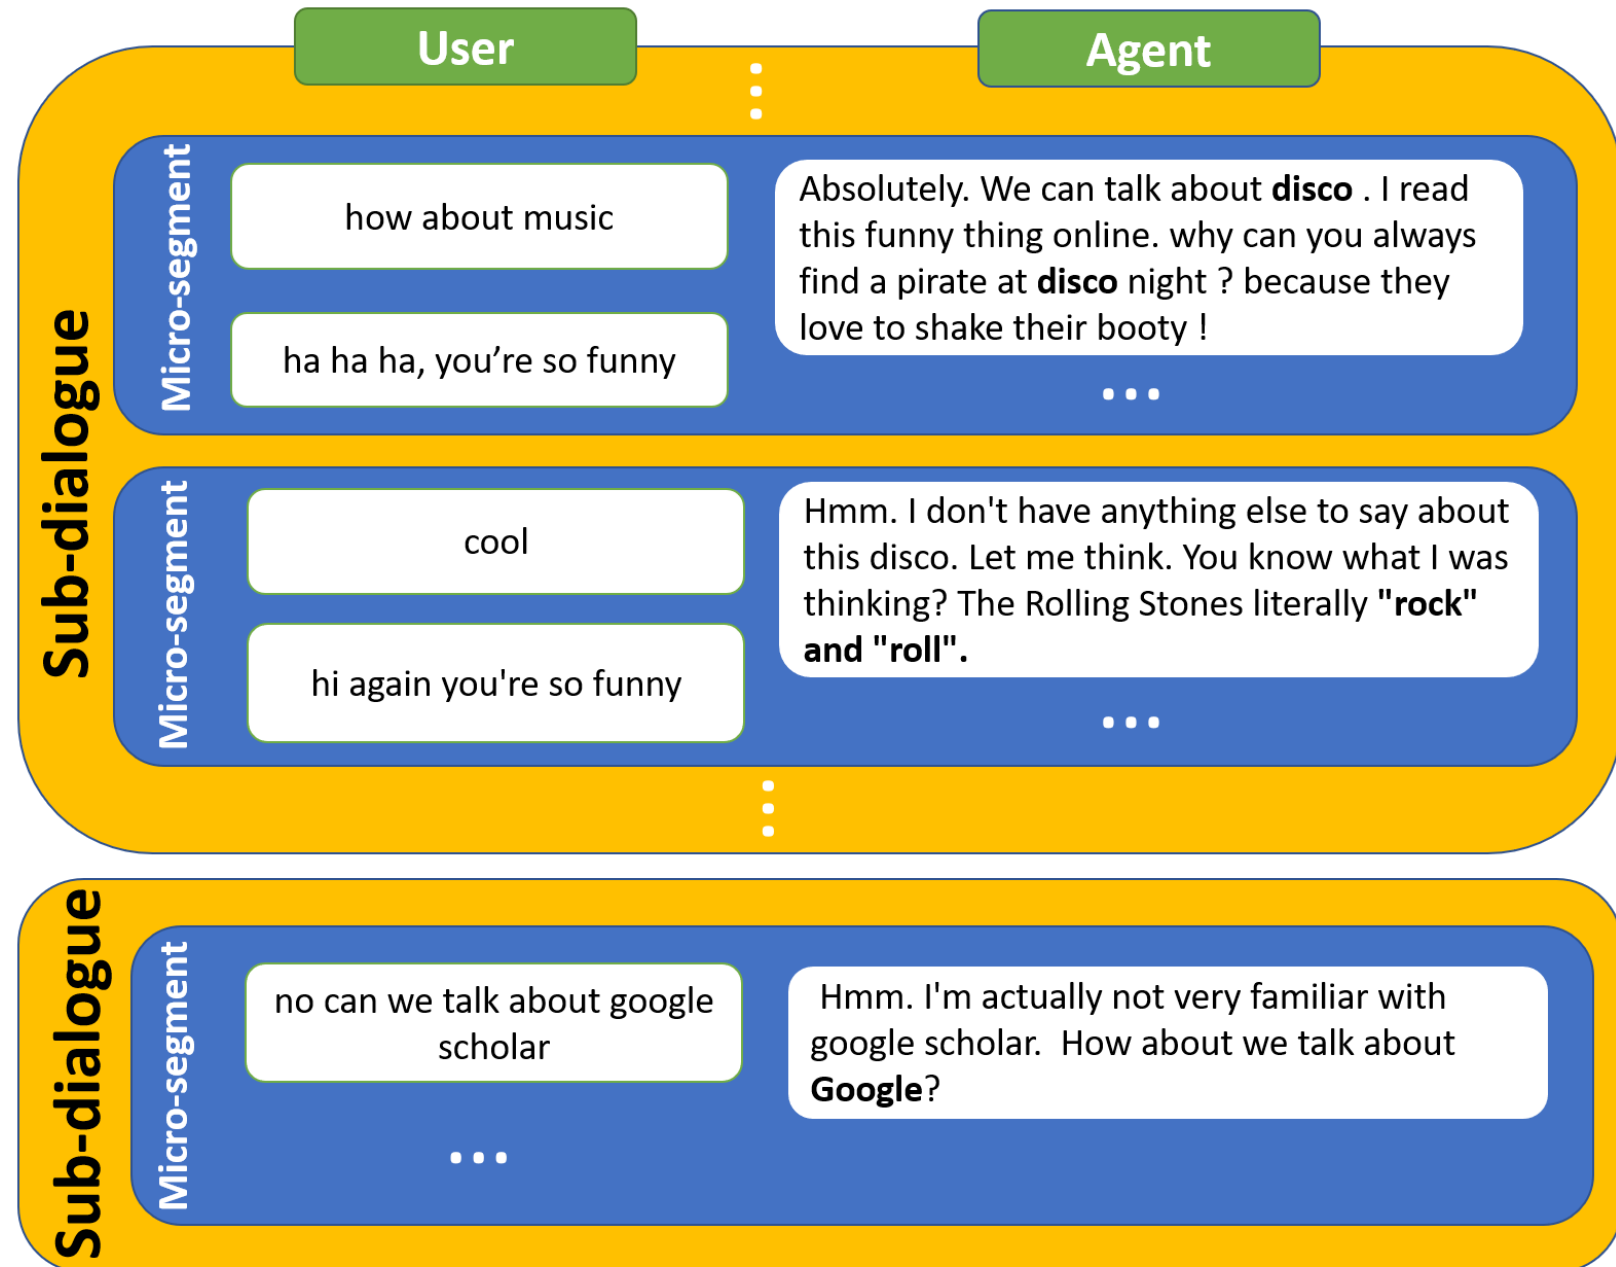 User
Agent
Sub-dialogue
Micro-segment
how about music
Absolutely. We can talk about disco . I read
this funny thing online. why can you always
find a pirate at disco night ? because they
love to shake their booty !
ha ha ha, you’re so funny
...
Micro-segment
cool
Hmm. I don't have anything else to say about
this disco. Let me think. You know what I was
thinking? The Rolling Stones literally "rock"
and "roll".
hi again you're so funny
...
Sub-dialogue
Micro-segment
no can we talk about google
scholar
Hmm. I'm actually not very familiar with
google scholar.  How about we talk about
Google?
...